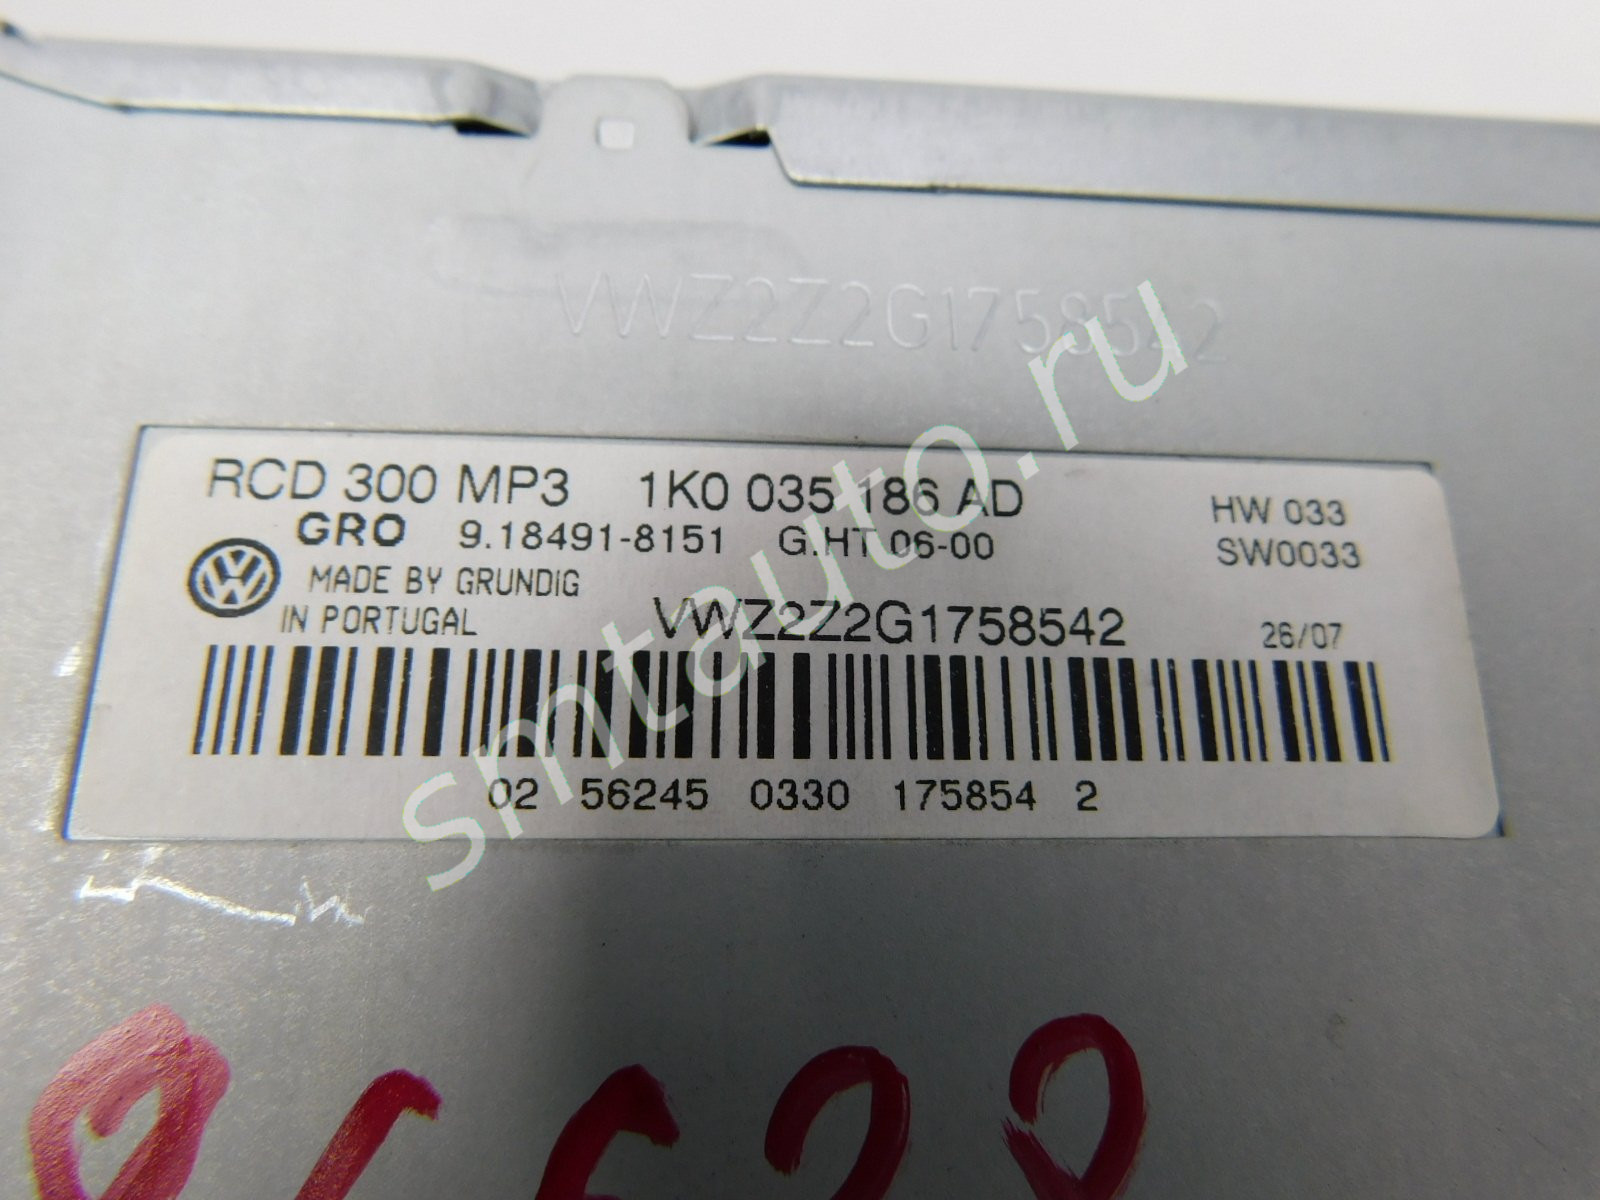 VWZ2Z2G1758542
RCD 300 MP3 1K0 035 186 AD
GRO 9.18491-8151 G.HT 06-00
HW 033
SW0033
MADE BY GRUNDIG
IN PORTUGAL
VWZ2Z2G1758542
26/07
02 56245 0330 175854 2
smtauto.ru